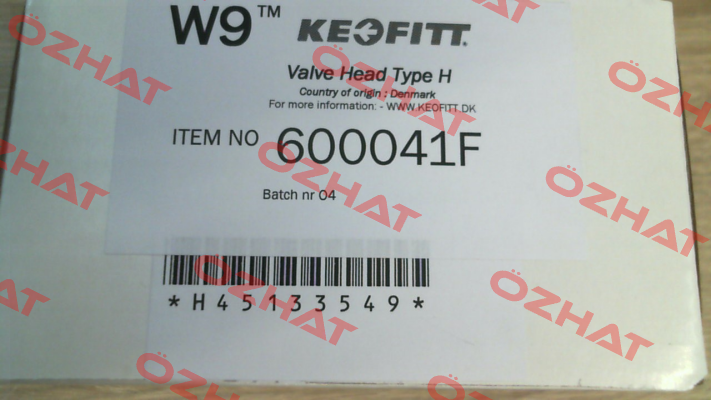 W9™ KEOFITT®
Valve Head Type H
Country of origin : Denmark
For more information: - WWW.KEOFITT.DK
ITEM NO 600041F
Batch nr 04
*H45133549*
ÖZHAT
ÖZHAT
ÖZHAT
ÖZHAT
ÖZHAT
ÖZHAT
ÖZHAT
ÖZHAT
ÖZHAT
ÖZHAT